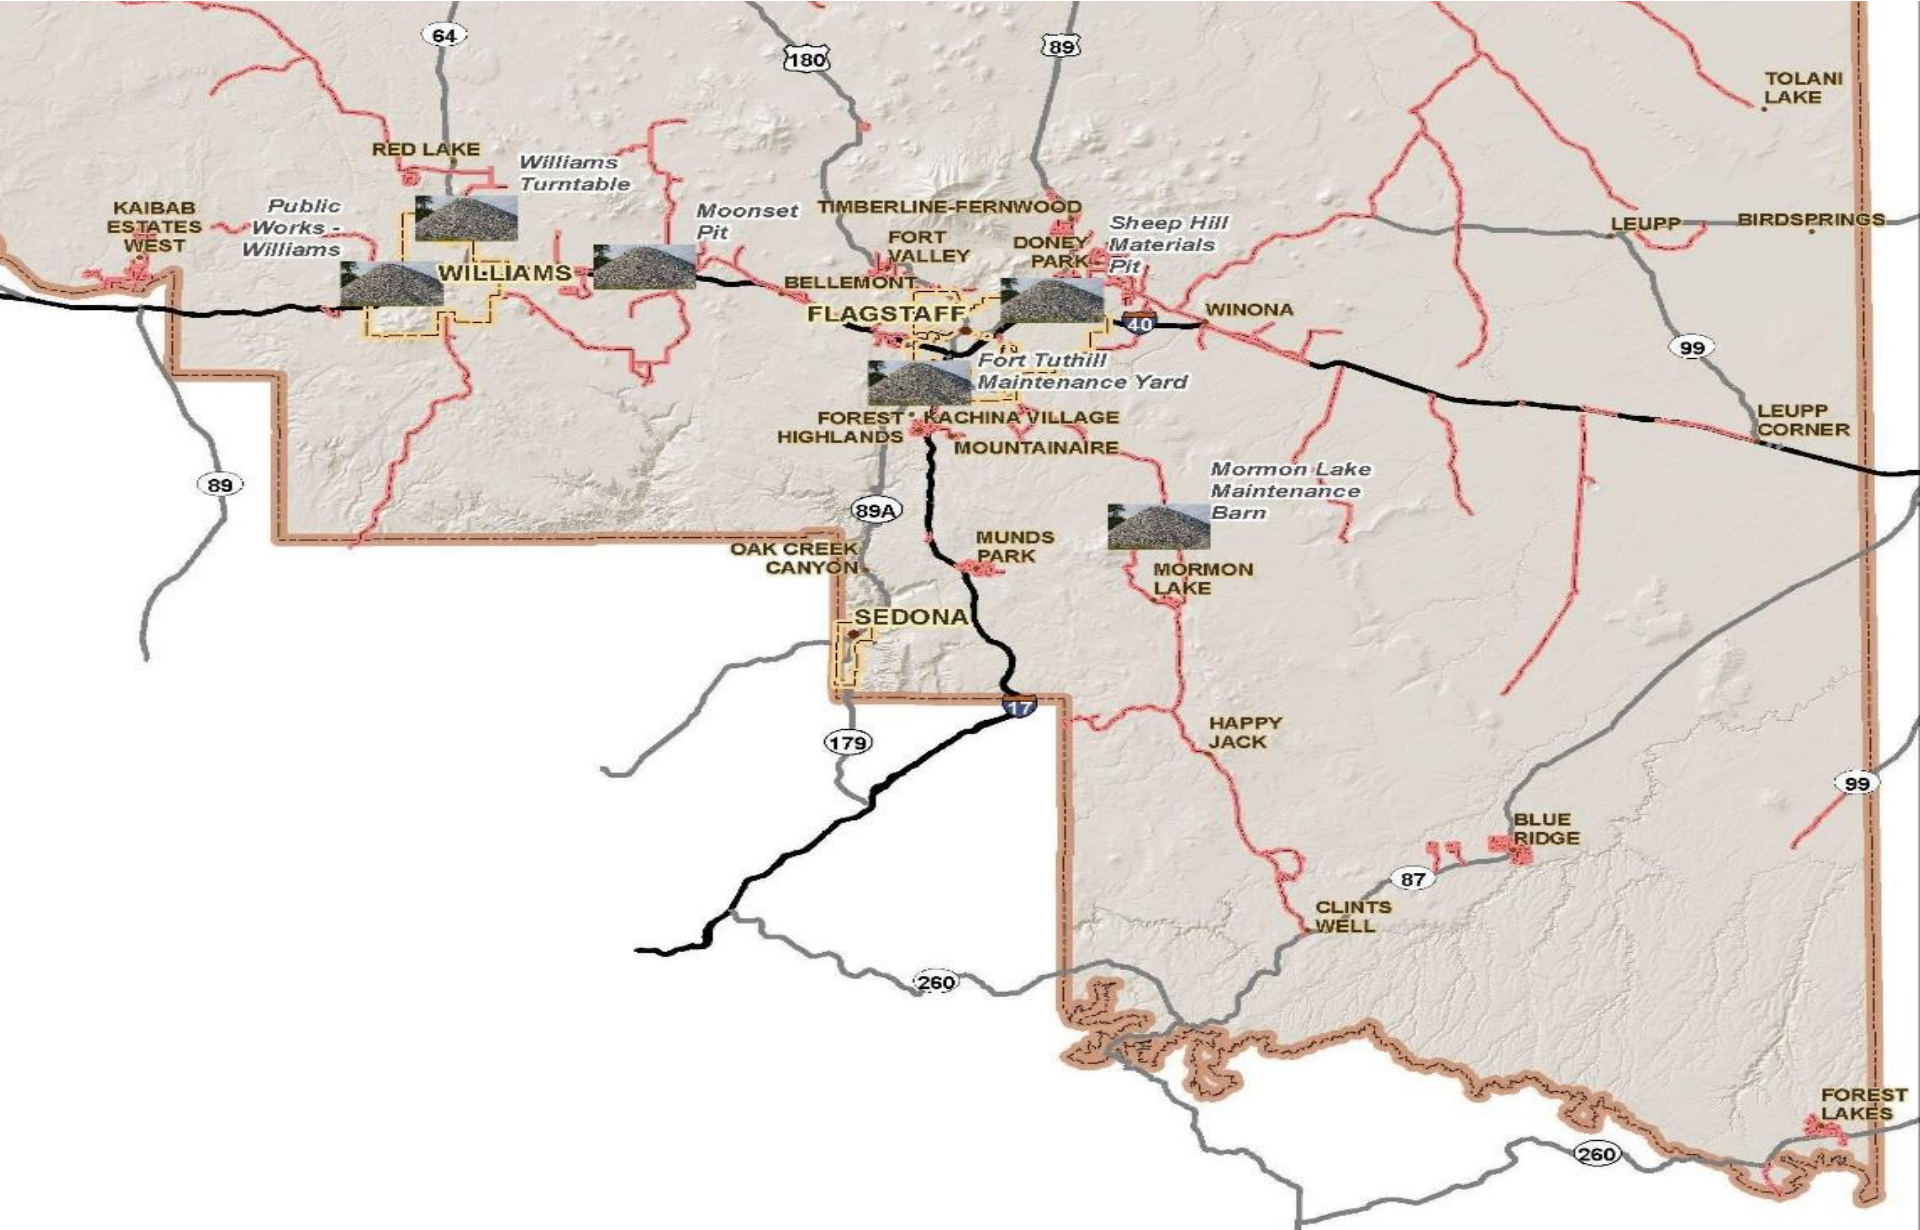 64
180
89
TOLANI
LAKE
RED LAKE
Williams
Turntable
KAIBAB
ESTATES
WEST
Public
Works -
Williams
Moonset
Pit
TIMBERLINE-FERNWOOD
Sheep Hill
Materials
Pit
FORT
VALLEY
DONEY
PARK
LEUPP
BIRDSPRINGS
WILLIAMS
BELLEMONT
FLAGSTAFF
40
WINONA
99
Fort Tuthill
Maintenance Yard
FOREST
HIGHLANDS
KACHINA VILLAGE
MOUNTAINAIRE
LEUPP
CORNER
89
89A
Mormon Lake
Maintenance
Barn
OAK CREEK
CANYON
MUNDS
PARK
MORMON
LAKE
SEDONA
17
179
HAPPY
JACK
99
BLUE
RIDGE
87
CLINTS
WELL
260
FOREST
LAKES
260